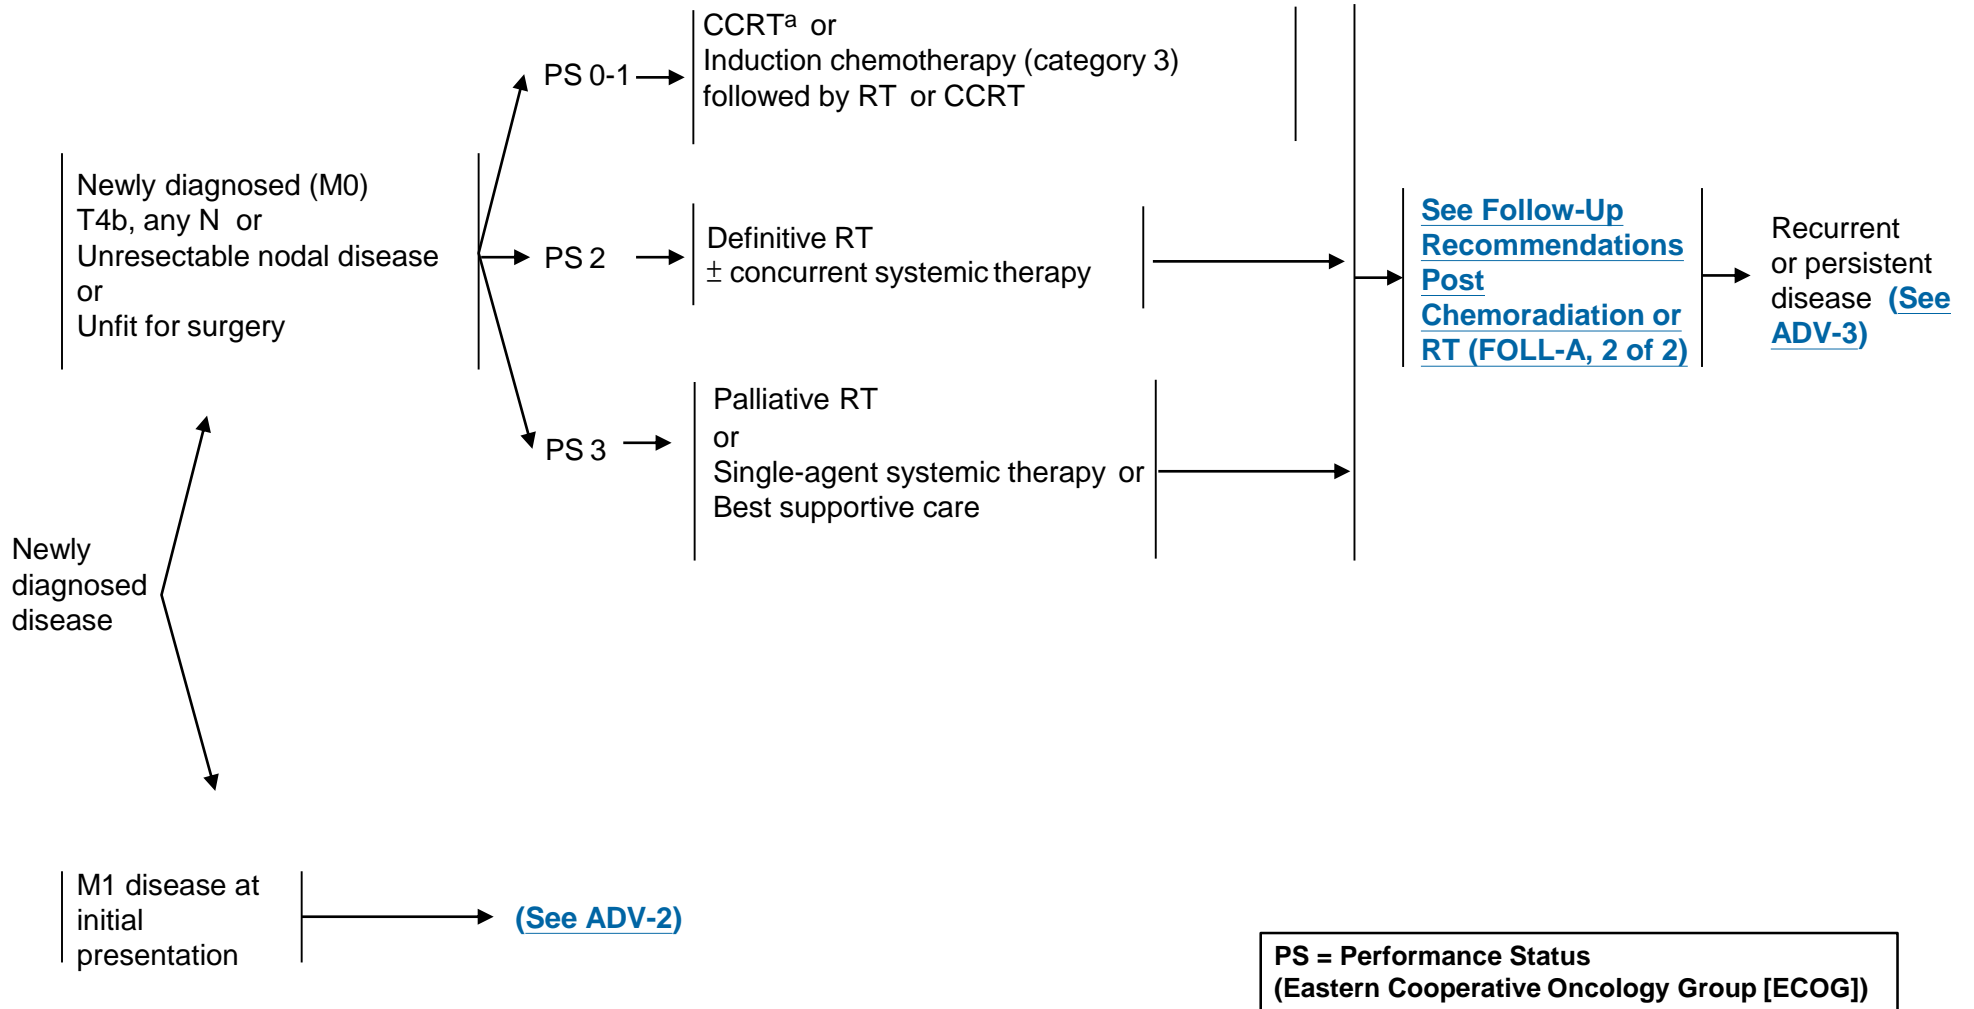 CCRTa or
Induction chemotherapy (category 3)
followed by RT or CCRT
PS 0-1
Newly diagnosed (M0)
T4b, any N or
Unresectable nodal disease
or
Unfit for surgery
PS 2
Definitive RT
± concurrent systemic therapy
See Follow-Up
Recommendations
Post
Chemoradiation or
RT (FOLL-A, 2 of 2)
Recurrent
or persistent
disease (See
ADV-3)
PS 3
Palliative RT
or
Single-agent systemic therapy or
Best supportive care
Newly
diagnosed
disease
M1 disease at
initial
presentation
(See ADV-2)
PS = Performance Status
(Eastern Cooperative Oncology Group [ECOG])